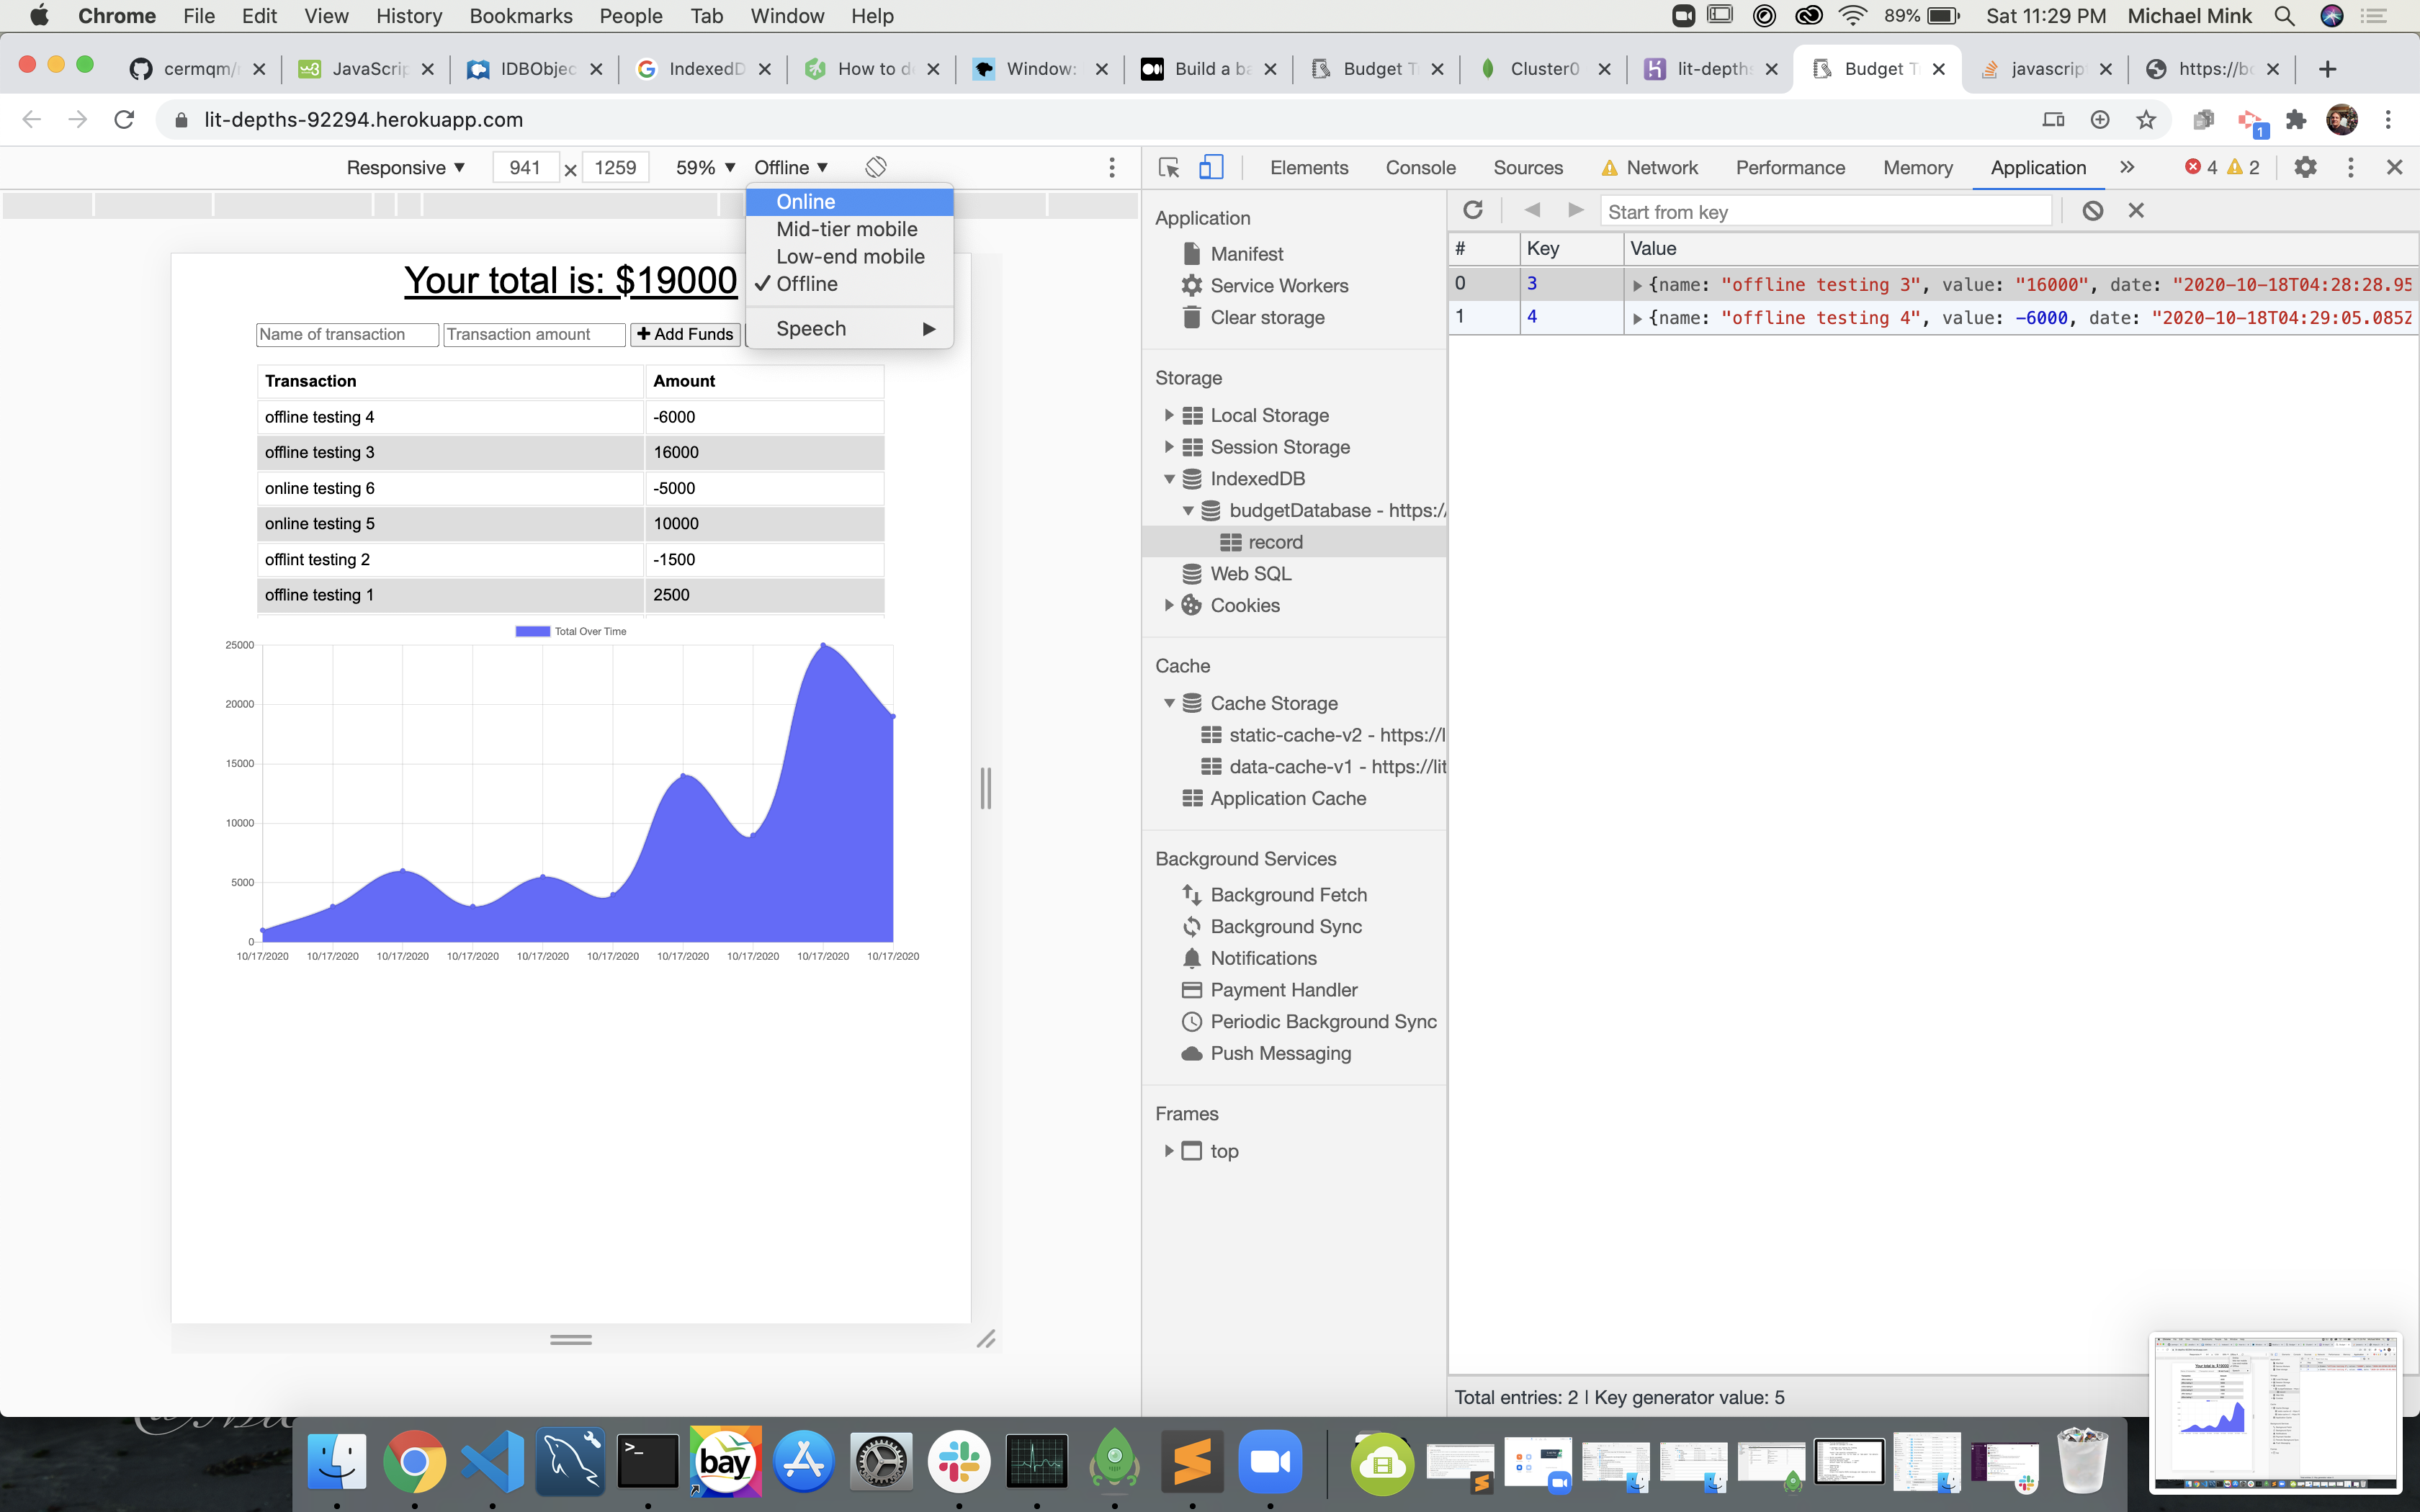 Chrome File Edit View History Bookmarks People Tab Window Help 89% Sat 11:29 PM Michael Mink
cermqm/ JavaScrip IDBObjec IndexedD How to d Window: Build a ba Budget T Cluster0 lit-depths Budget T javascrip https://bo
lit-depths-92294.herokuapp.com 1
Responsive 941 × 1259 59% Offline
Elements Console Sources Network Performance Memory Application 4 2
Online
Mid-tier mobile
Low-end mobile
✓ Offline
Speech
Your total is: $19000
Name of transaction Transaction amount + Add Funds
Transaction Amount
offline testing 4 -6000
offline testing 3 16000
online testing 6 -5000
online testing 5 10000
offlint testing 2 -1500
offline testing 1 2500
Total Over Time
25000
20000
15000
10000
5000
0
10/17/2020 10/17/2020 10/17/2020 10/17/2020 10/17/2020 10/17/2020 10/17/2020 10/17/2020 10/17/2020 10/17/2020
Application
Manifest
Service Workers
Clear storage
Storage
Local Storage
Session Storage
IndexedDB
budgetDatabase - https:/
record
Web SQL
Cookies
Cache
Cache Storage
static-cache-v2 - https://l
data-cache-v1 - https://lit
Application Cache
Background Services
Background Fetch
Background Sync
Notifications
Payment Handler
Periodic Background Sync
Push Messaging
Frames
top
Start from key
# Key Value
0 3 {name: "offline testing 3", value: "16000", date: "2020-10-18T04:28:28.95
1 4 {name: "offline testing 4", value: -6000, date: "2020-10-18T04:29:05.085Z
Total entries: 2 | Key generator value: 5
bay